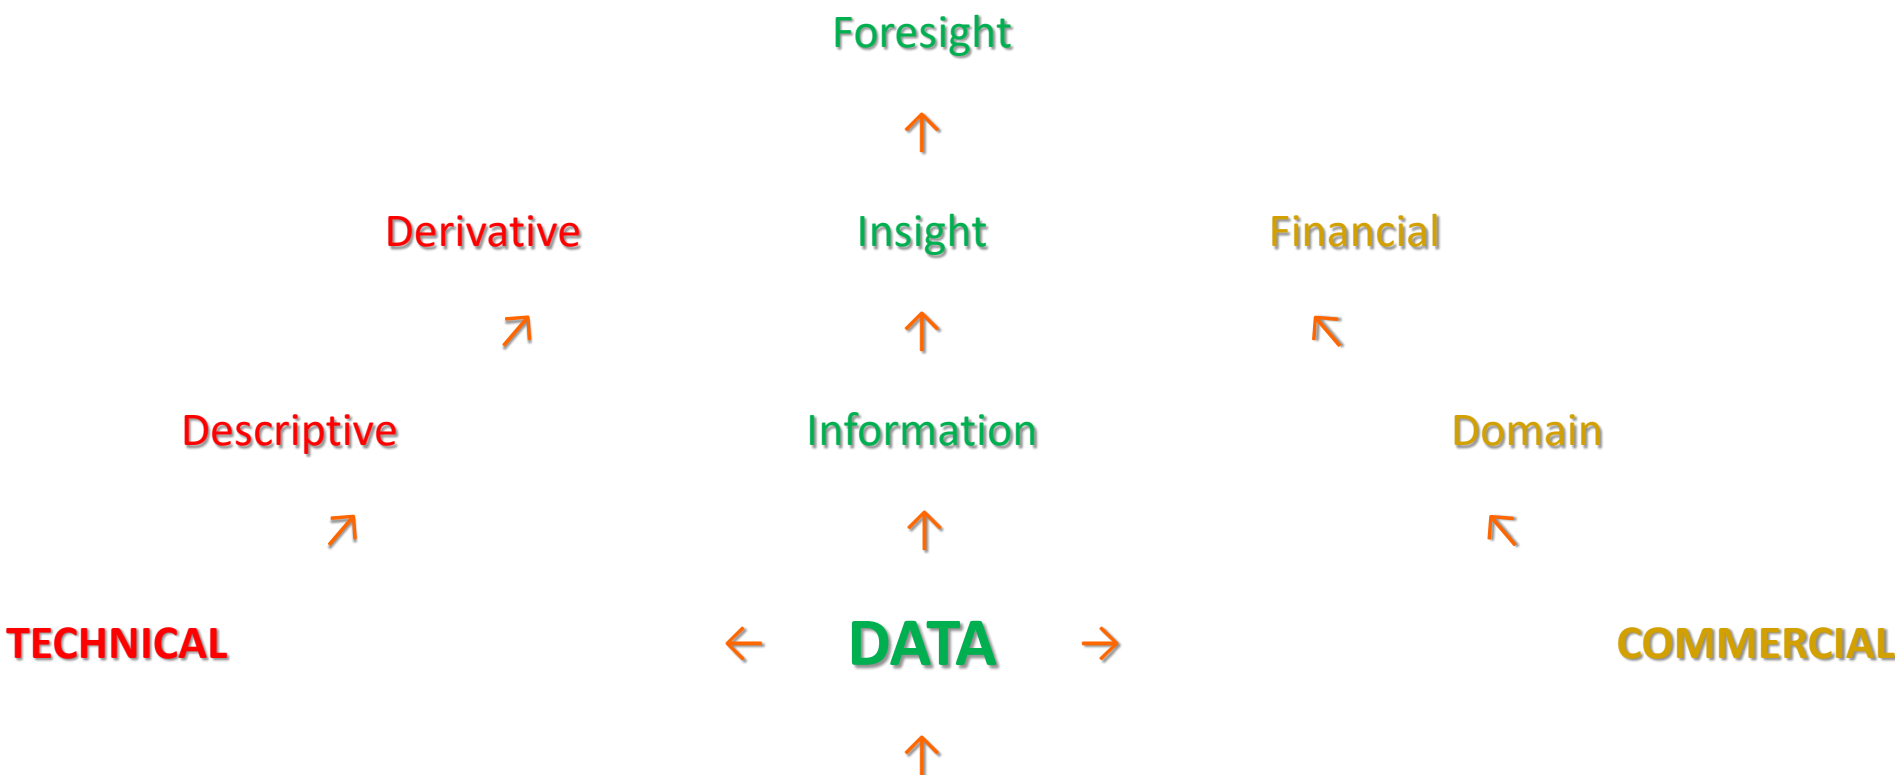 Foresight
↑
Derivative Insight Financial
↗ ↑ ↖
Descriptive Information Domain
↗ ↑ ↖
TECHNICAL ← DATA → COMMERCIAL
↑